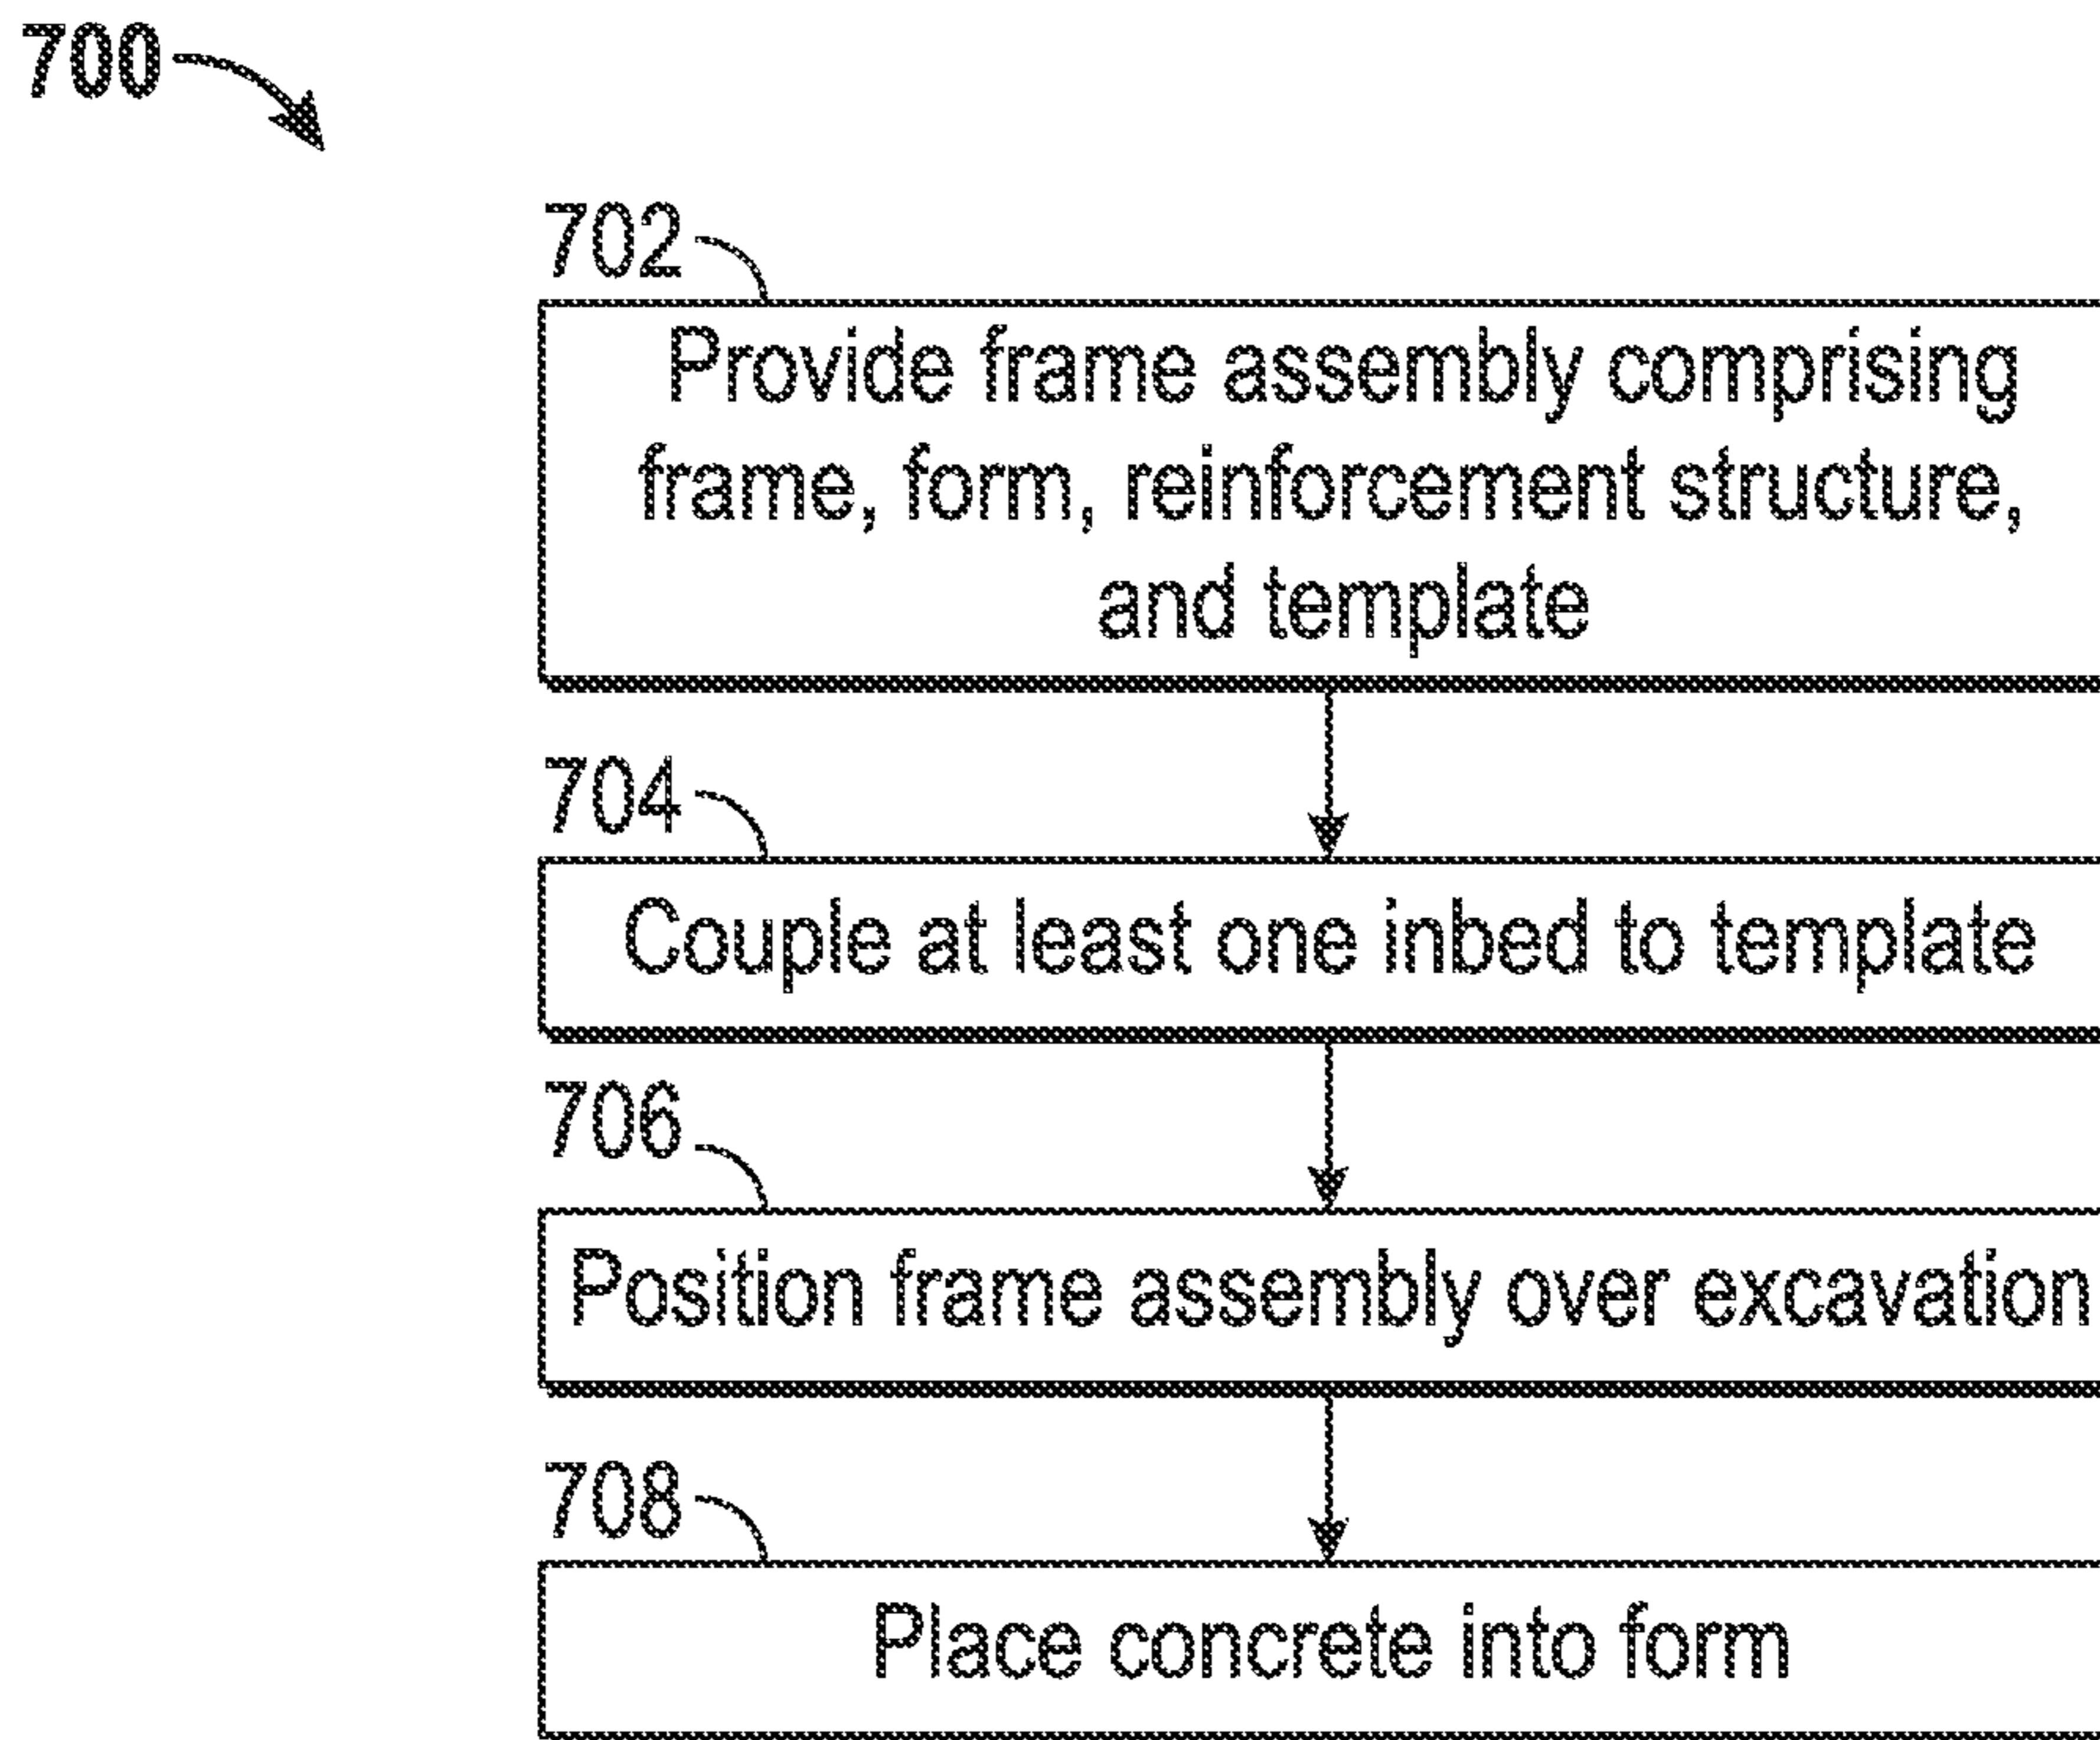 700
702
Provide frame assembly comprising
frame, form, reinforcement structure,
and template
704
Couple at least one inbed to template
706
Position frame assembly over excavation
708
Place concrete into form